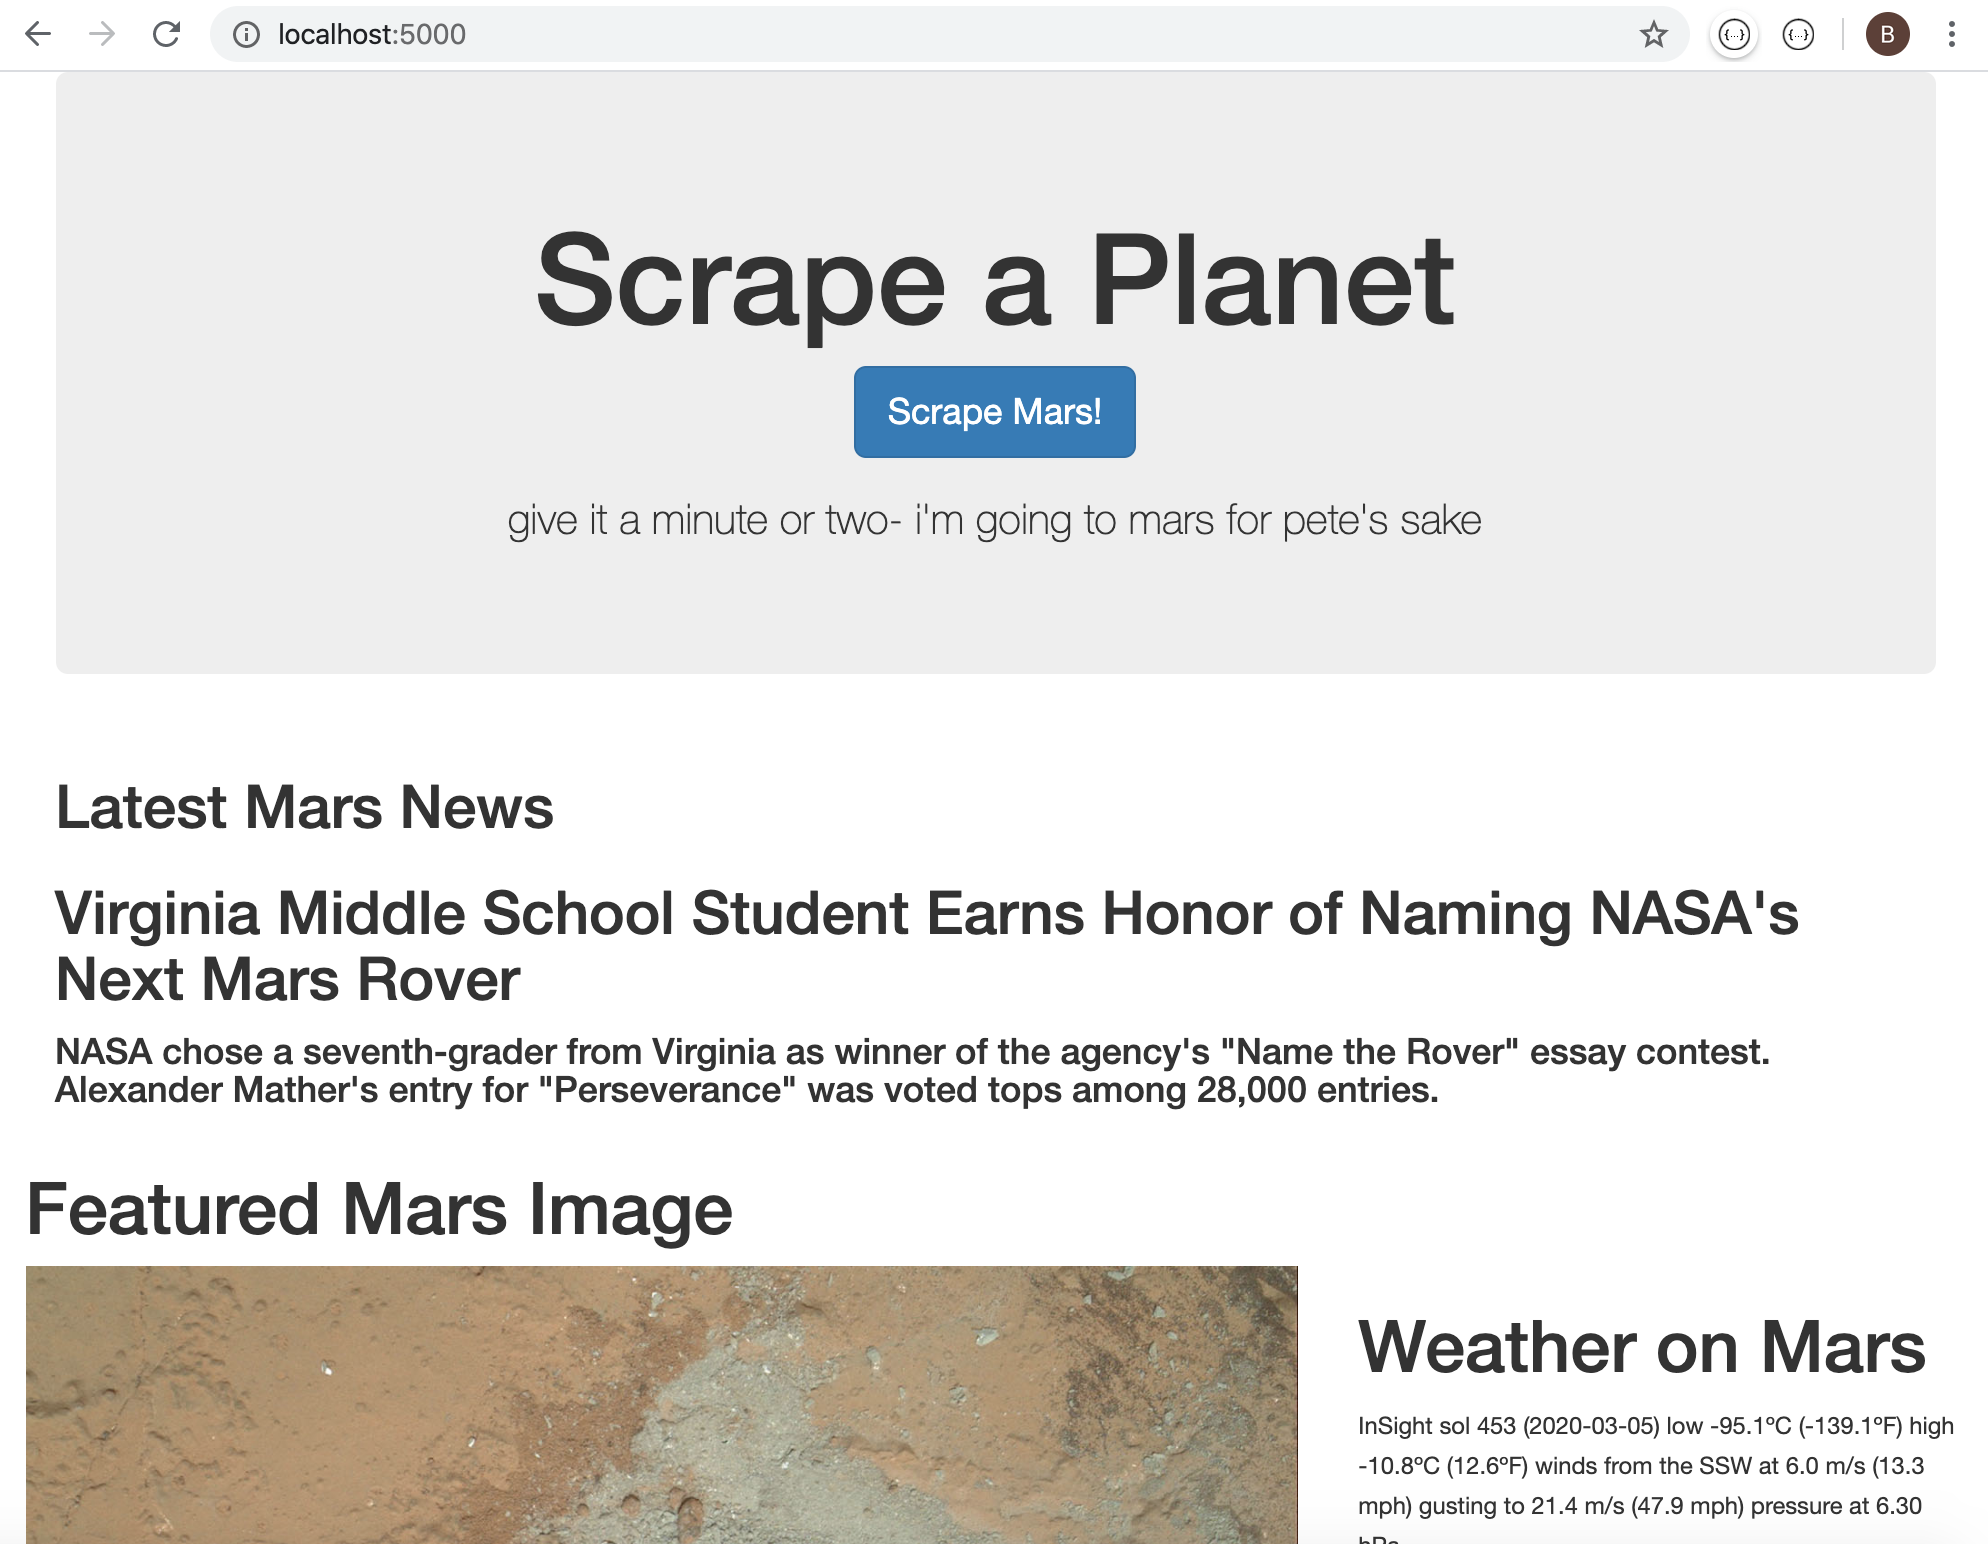 localhost:5000
B
Scrape a Planet
Scrape Mars!
give it a minute or two- i'm going to mars for pete's sake
Latest Mars News
Virginia Middle School Student Earns Honor of Naming NASA's
Next Mars Rover
NASA chose a seventh-grader from Virginia as winner of the agency's "Name the Rover" essay contest.
Alexander Mather's entry for "Perseverance" was voted tops among 28,000 entries.
Featured Mars Image
Weather on Mars
InSight sol 453 (2020-03-05) low -95.1ºC (-139.1ºF) high
-10.8ºC (12.6ºF) winds from the SSW at 6.0 m/s (13.3
mph) gusting to 21.4 m/s (47.9 mph) pressure at 6.30
hPa